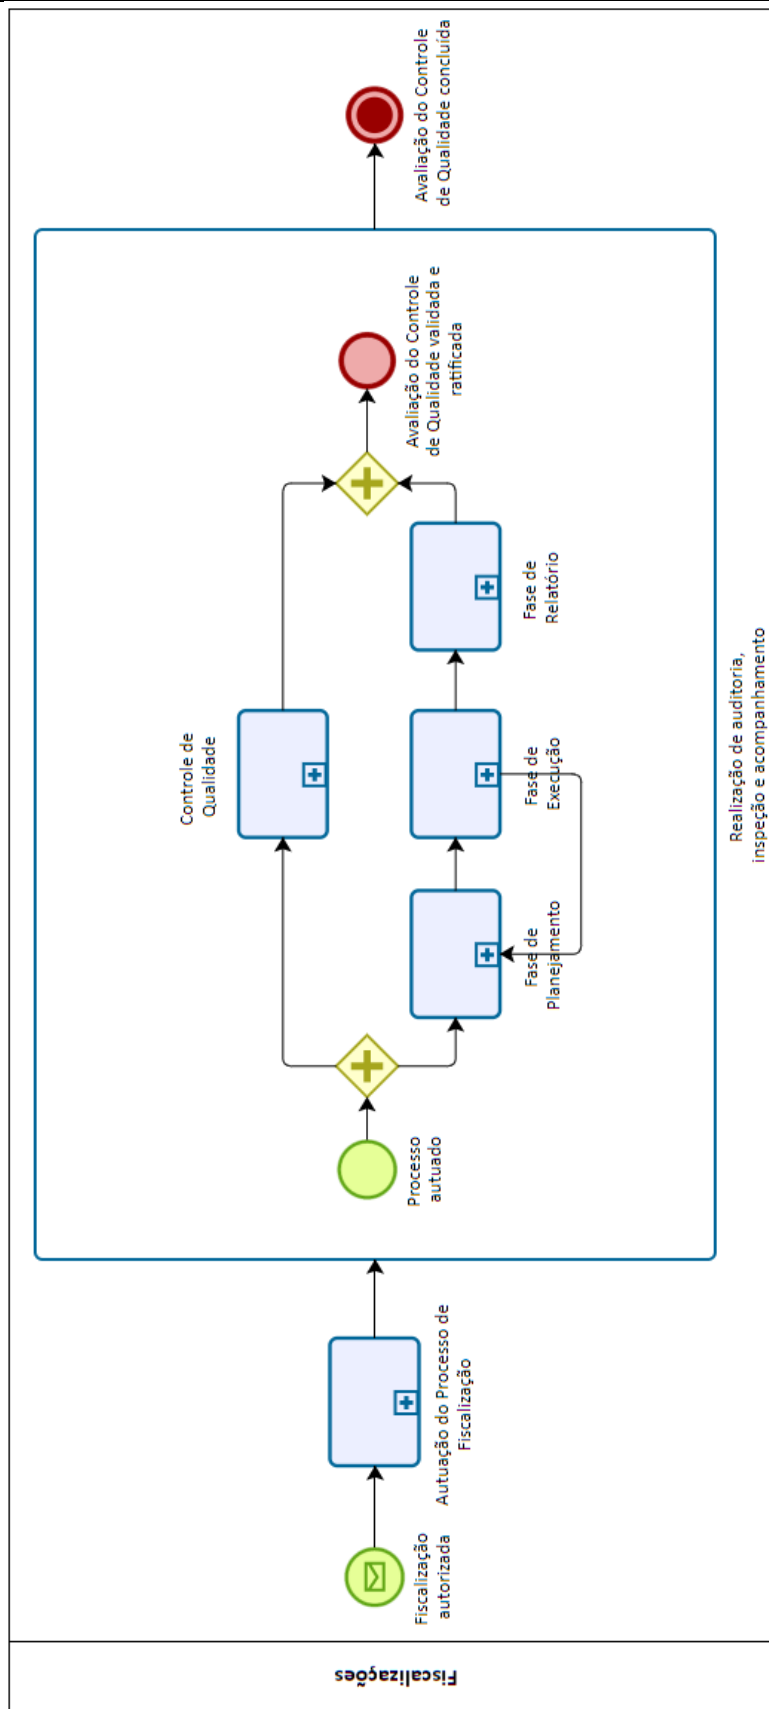 Fiscalizações
Fiscalização
autorizada
Autuação do Processo de
Fiscalização
Processo
autuado
Controle de
Qualidade
Fase de
Planejamento
Fase de
Execução
Fase de
Relatório
Avaliação do Controle
de Qualidade validada e
ratificada
Realização de auditoria,
inspeção e acompanhamento
Avaliação do Controle
de Qualidade concluída